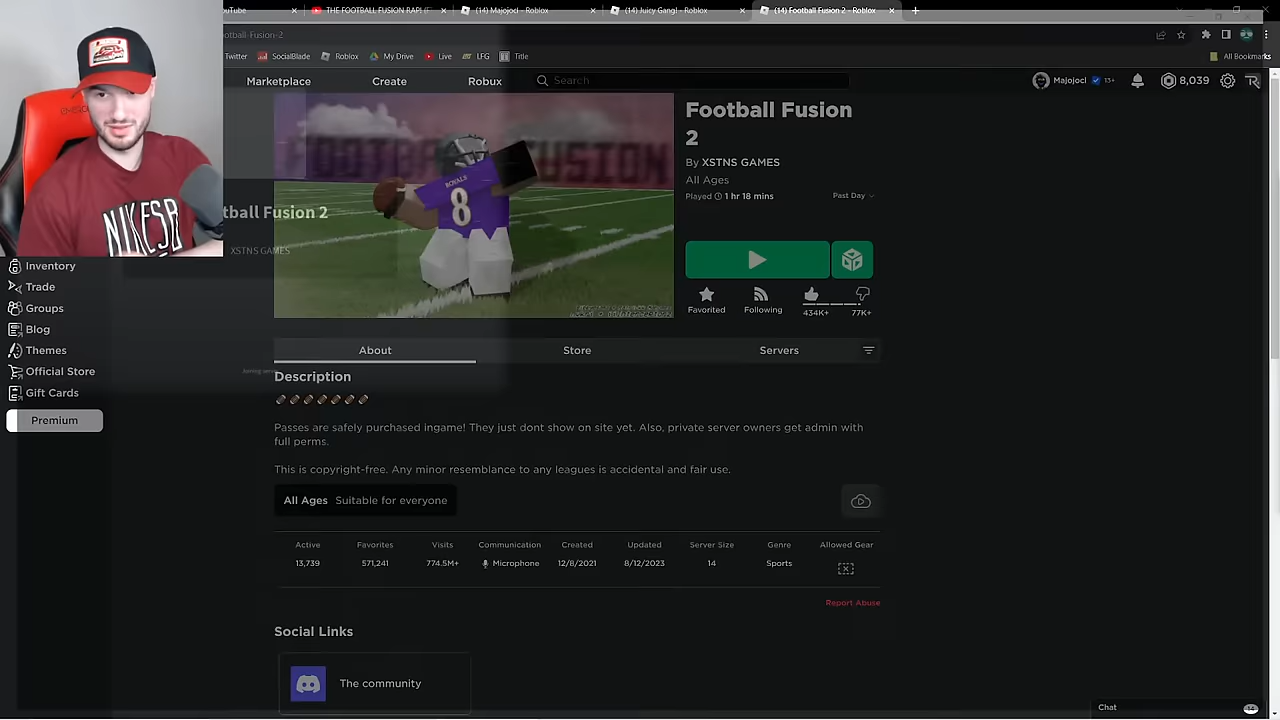 ouTube
THE FOOTBALL FUSION RAP! (F
(14) Majojocl - Roblox
(14) Juicy Gang! - Roblox
(14) Football Fusion 2 - Roblox
ootball-Fusion-2
Twitter
SocialBlade
Roblox
My Drive
Live
LFG
Title
All Bookmarks
Marketplace
Create
Robux
Search
Majojocl
13+
8,039
Football Fusion
2
By XSTNS GAMES
All Ages
Played 1 hr 18 mins
Past Day
ROYALS
8
tball Fusion 2
XSTNS GAMES
Favorited
Following
434K+
77K+
Inventory
Trade
Groups
Blog
Themes
Official Store
Gift Cards
Premium
About
Store
Servers
Description
Passes are safely purchased ingame! They just dont show on site yet. Also, private server owners get admin with
full perms.
This is copyright-free. Any minor resemblance to any leagues is accidental and fair use.
All Ages Suitable for everyone
Active
Favorites
Visits
Communication
Created
Updated
Server Size
Genre
Allowed Gear
13,739
571,241
774.5M+
Microphone
12/8/2021
8/12/2023
14
Sports
Report Abuse
Social Links
The community
Chat